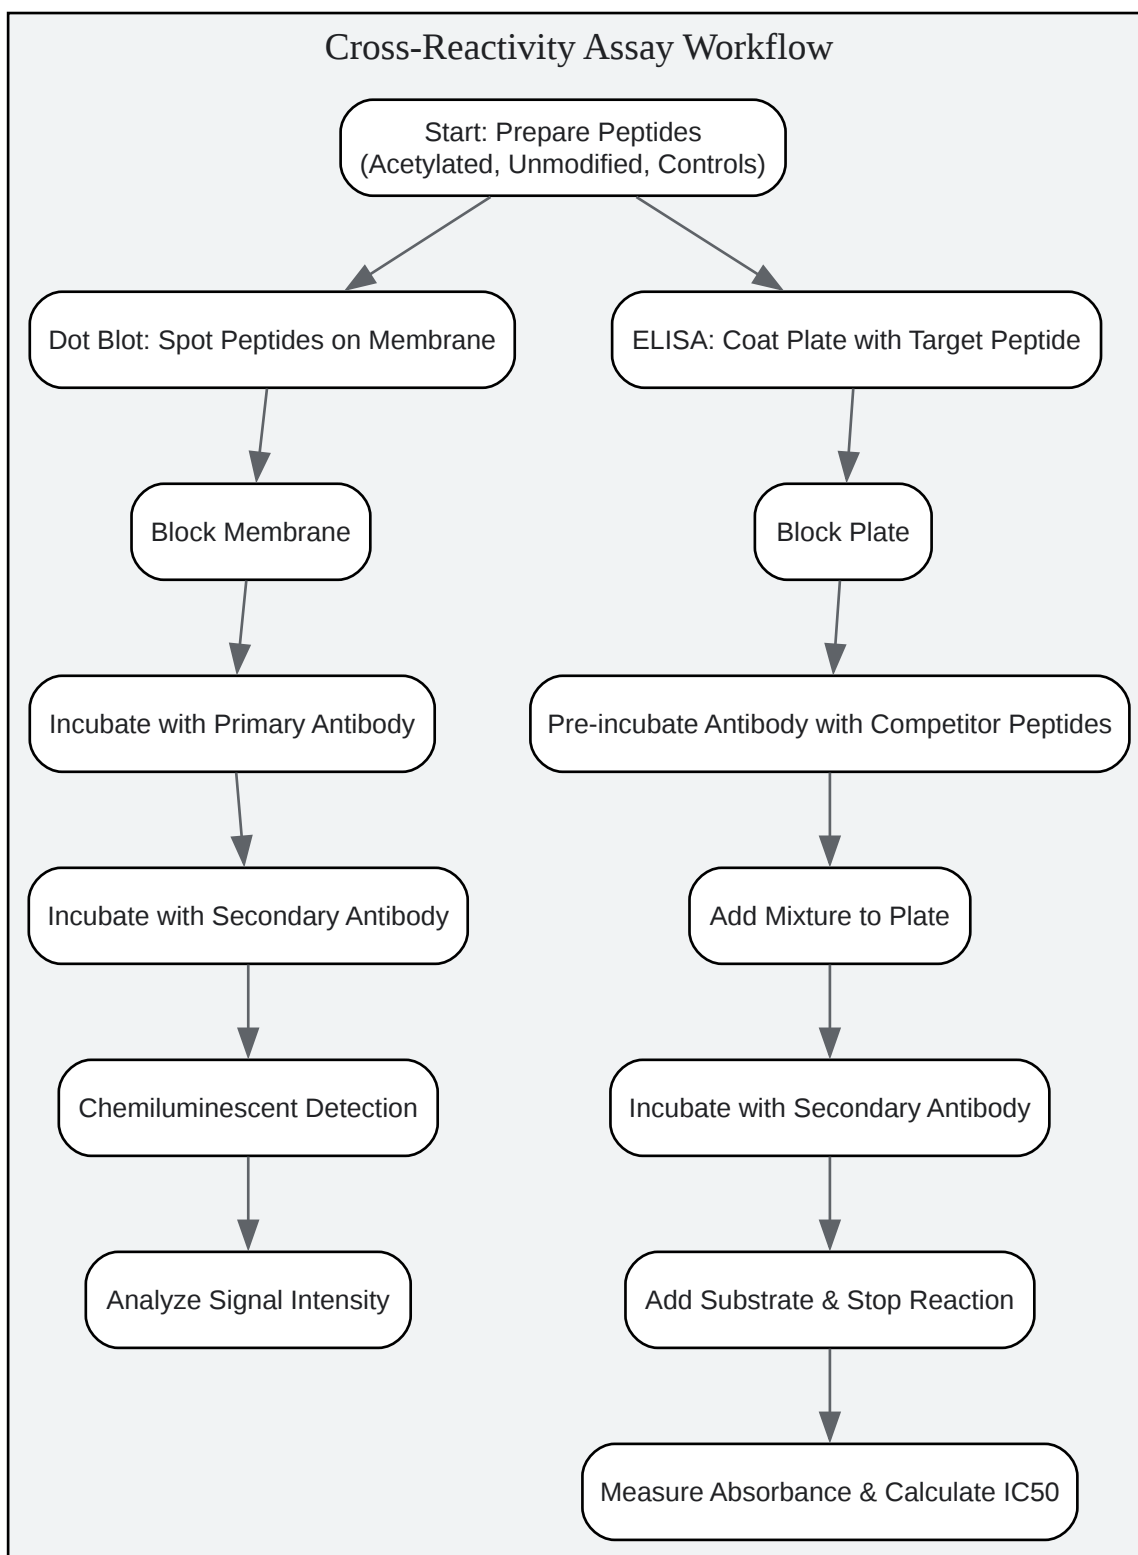 Cross-Reactivity Assay Workflow
Start: Prepare Peptides
(Acetylated, Unmodified, Controls)
Dot Blot: Spot Peptides on Membrane
ELISA: Coat Plate with Target Peptide
Block Membrane
Block Plate
Incubate with Primary Antibody
Pre-incubate Antibody with Competitor Peptides
Incubate with Secondary Antibody
Add Mixture to Plate
Chemiluminescent Detection
Incubate with Secondary Antibody
Analyze Signal Intensity
Add Substrate & Stop Reaction
Measure Absorbance & Calculate IC50